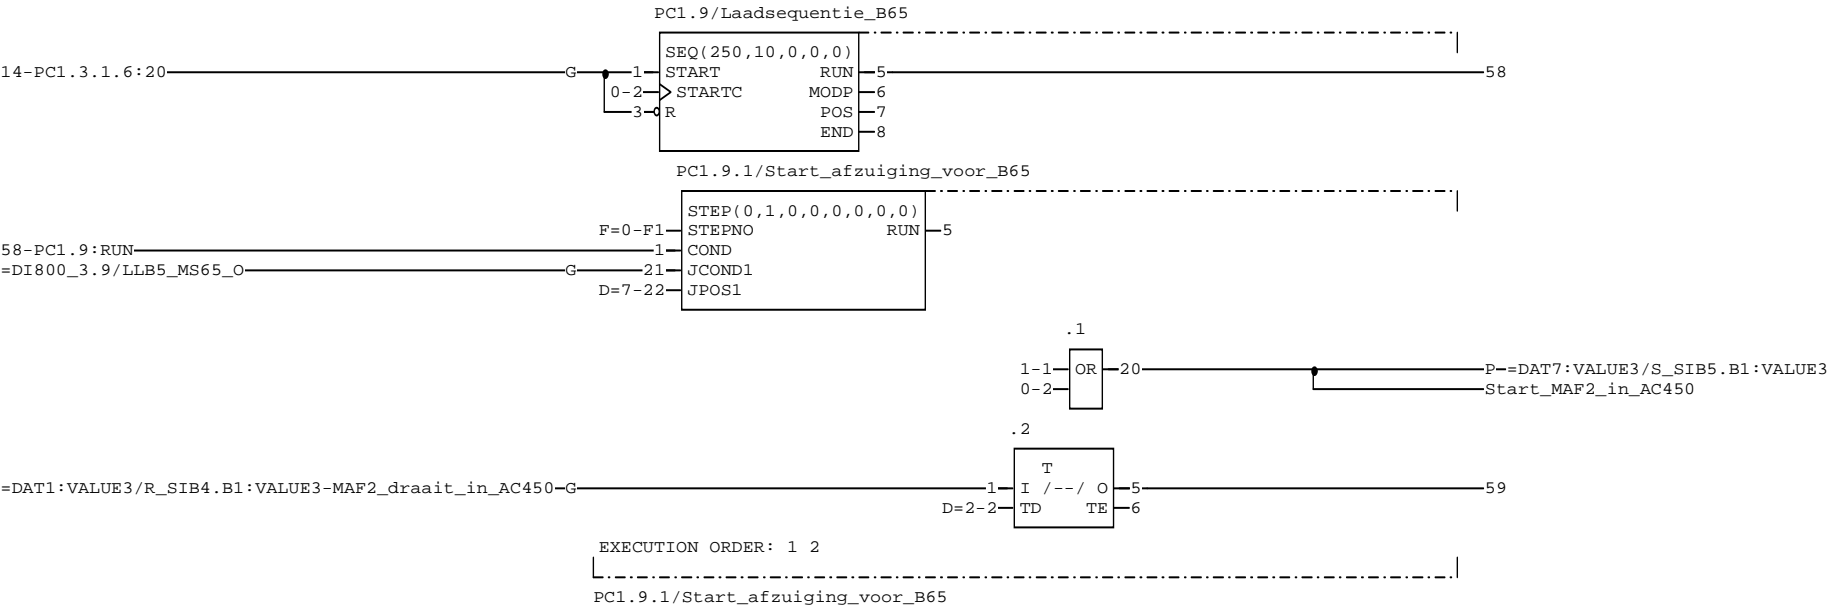 PC1.9/Laadsequentie_B65
SEQ(250,10,0,0,0)
14-PC1.3.1.6:20 G 1 START RUN 5 58
0-2 STARTC MODP 6
3 R POS 7
END 8
PC1.9.1/Start_afzuiging_voor_B65
STEP(0,1,0,0,0,0,0,0)
F=0-F1 STEPNO RUN 5
58-PC1.9:RUN 1 COND
=DI800_3.9/LLB5_MS65_O G 21 JCOND1
D=7-22 JPOS1
.1
1-1 OR 20 P-=DAT7:VALUE3/S_SIB5.B1:VALUE3
0-2 Start_MAF2_in_AC450
.2
T
=DAT1:VALUE3/R_SIB4.B1:VALUE3-MAF2_draait_in_AC450-G 1 I /--/ O 5 59
D=2-2 TD TE 6
EXECUTION ORDER: 1 2
PC1.9.1/Start_afzuiging_voor_B65